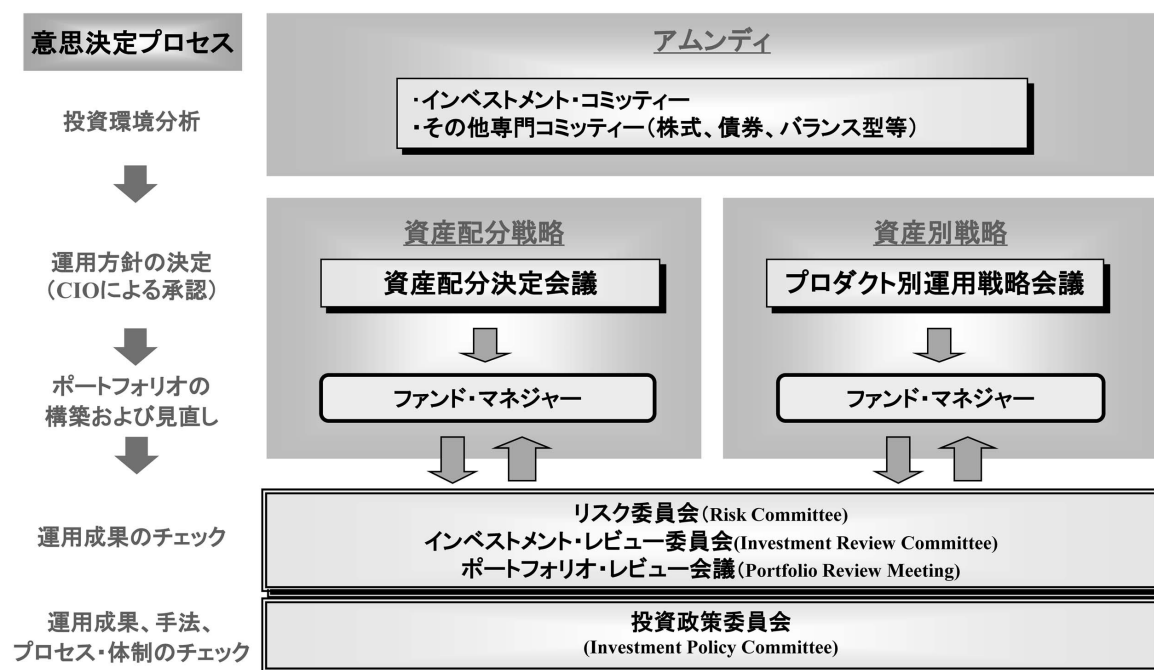 意思決定プロセス
アムンディ
投資環境分析
・インベストメント・コミッティー
・その他専門コミッティー（株式、債券、バランス型等）
運用方針の決定
（CIOによる承認）
資産配分戦略
資産配分決定会議
資産別戦略
プロダクト別運用戦略会議
ポートフォリオの
構築および見直し
ファンド・マネジャー
ファンド・マネジャー
運用成果のチェック
リスク委員会（Risk Committee）
インベストメント・レビュー委員会(Investment Review Committee)
ポートフォリオ・レビュー会議（Portfolio Review Meeting）
運用成果、手法、
プロセス・体制のチェック
投資政策委員会
(Investment Policy Committee)